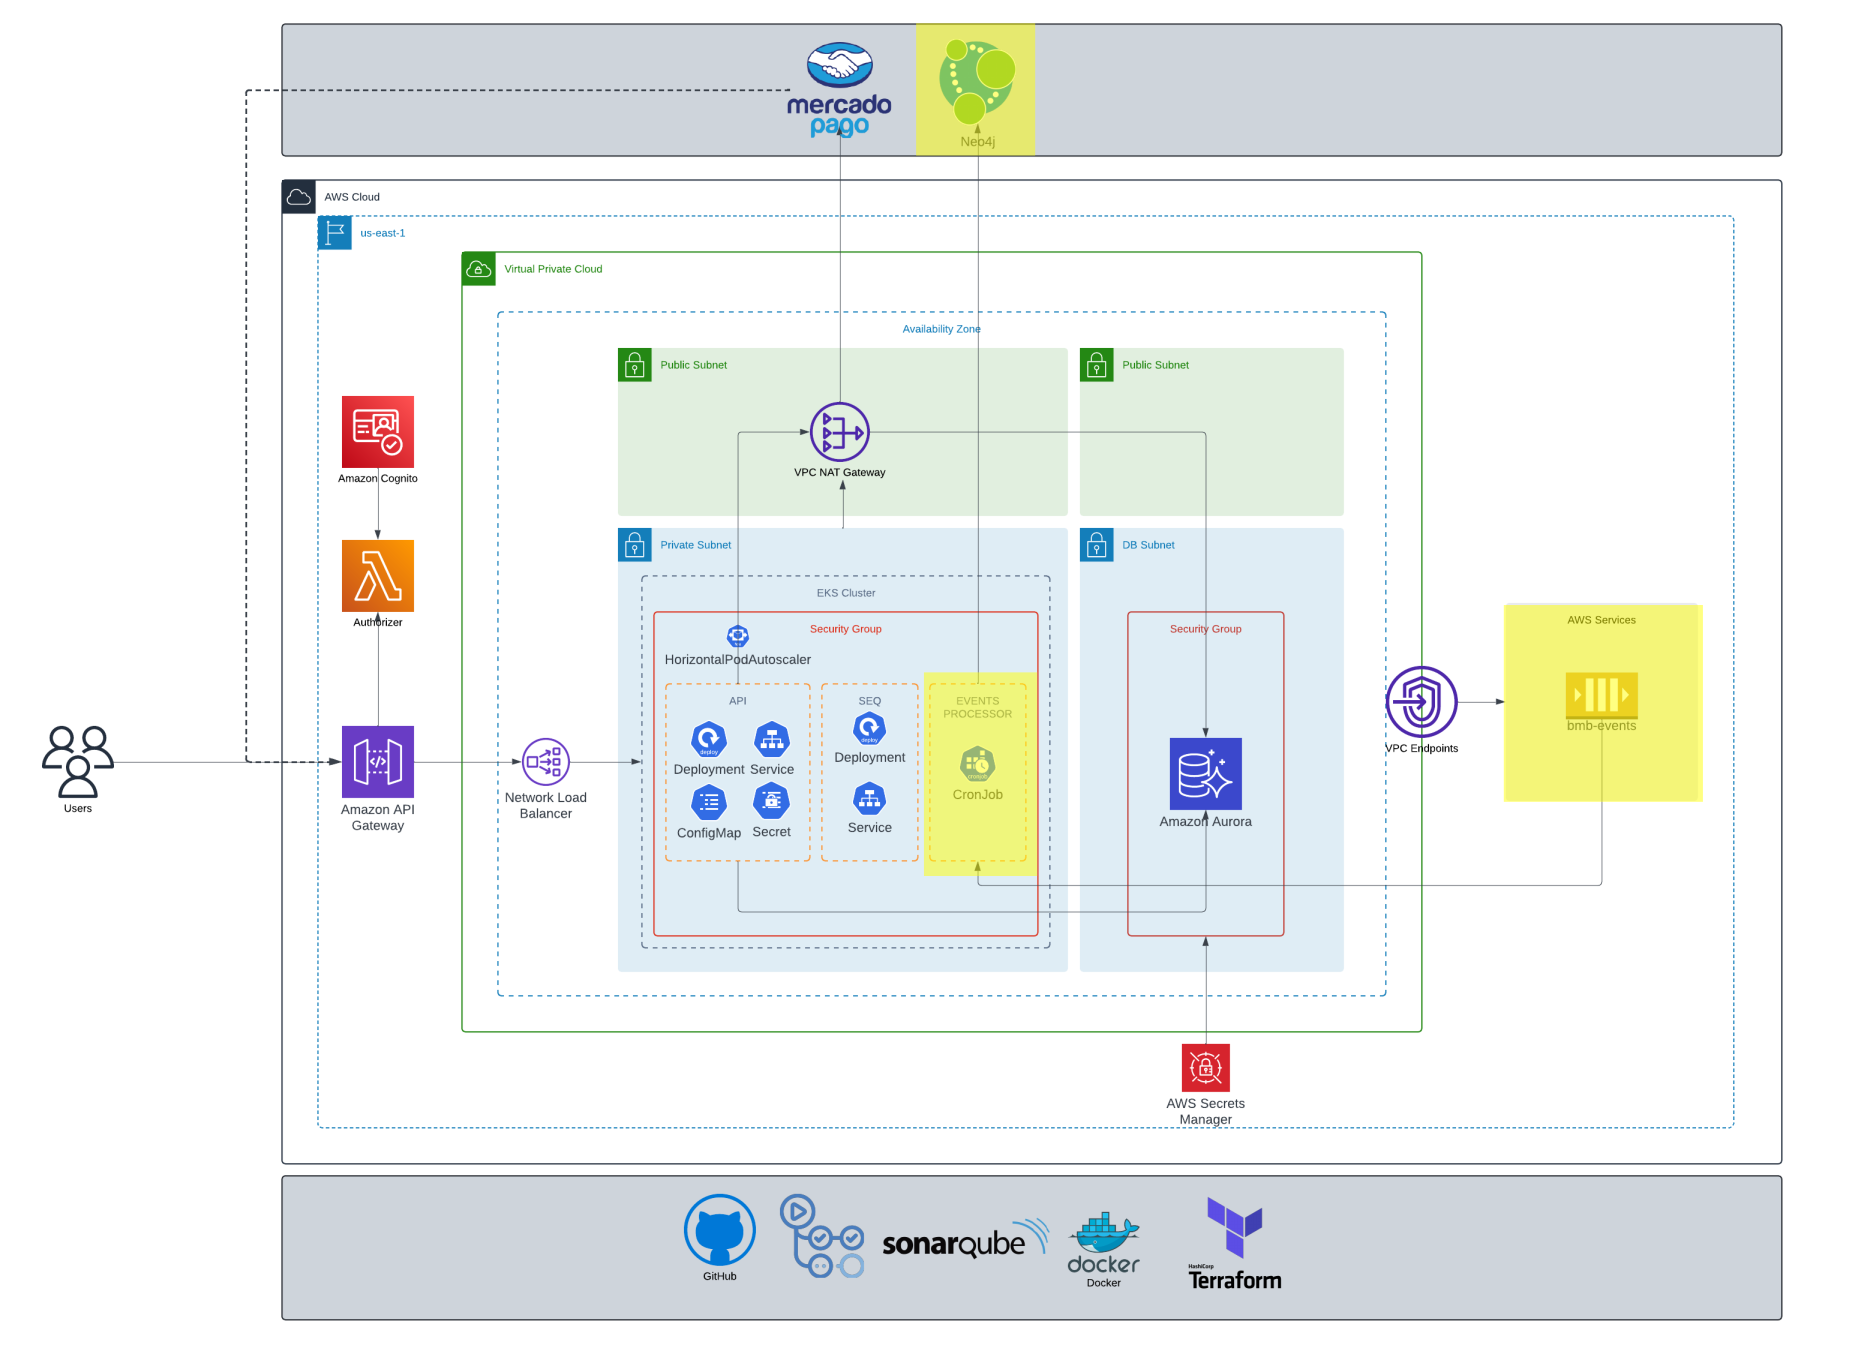 mercado
pago
Neo4j
AWS Cloud
us-east-1
Virtual Private Cloud
Availability Zone
Public Subnet
Public Subnet
VPC NAT Gateway
Amazon Cognito
Private Subnet
DB Subnet
EKS Cluster
Security Group
Security Group
Authorizer
HorizontalPodAutoscaler
AWS Services
API
SEQ
EVENTS
PROCESSOR
bmb-events
deploy
deploy
VPC Endpoints
Deployment
Service
Deployment
cronjob
CronJob
Users
Amazon API
Gateway
Network Load
Balancer
ConfigMap
Secret
Service
Amazon Aurora
AWS Secrets
Manager
GitHub
sonarqube
docker
Docker
HashiCorp
Terraform